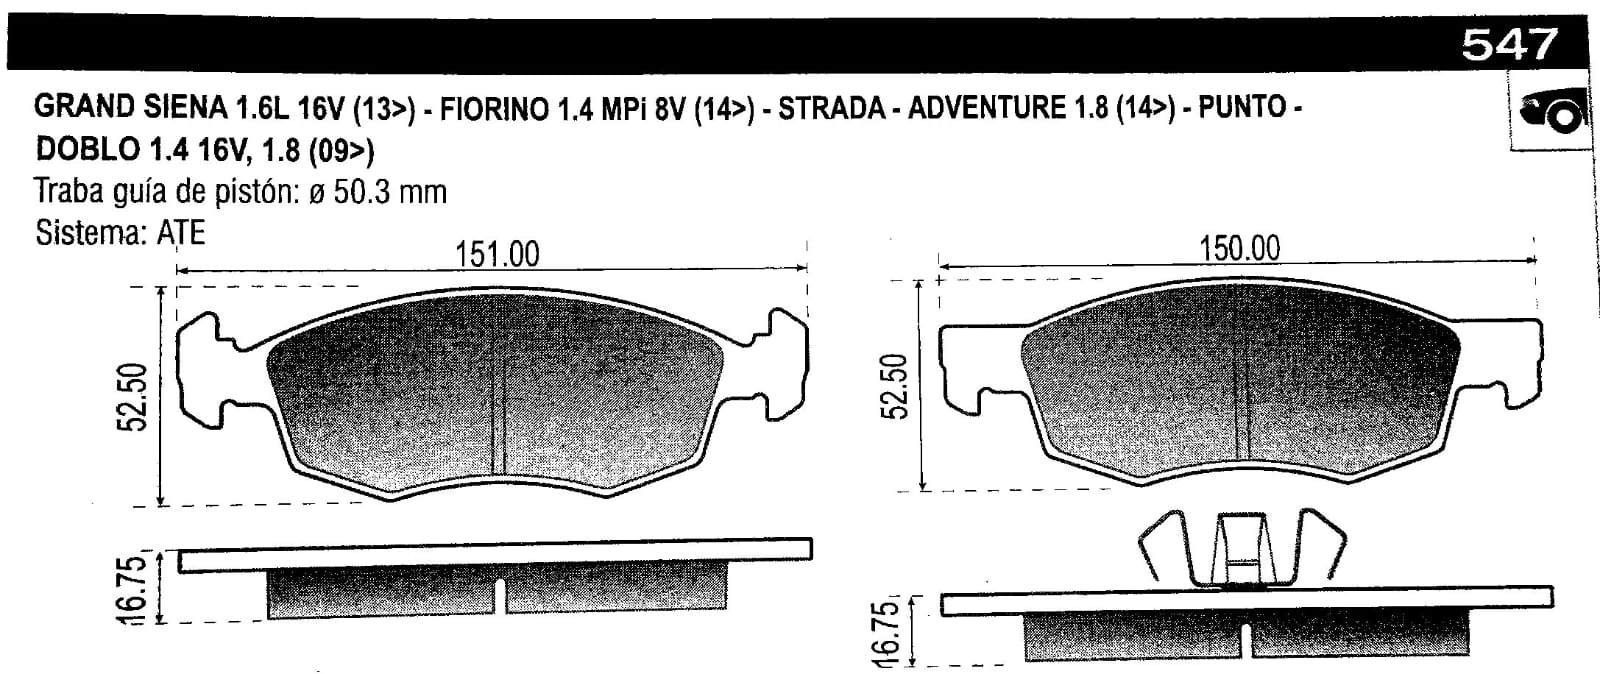 547
GRAND SIENA 1.6L 16V (13>) - FIORINO 1.4 MPi 8V (14>) - STRADA - ADVENTURE 1.8 (14>) - PUNTO -
DOBLO 1.4 16V, 1.8 (09>)
Traba guía de pistón: ø 50.3 mm
Sistema: ATE
151.00
150.00
52.50
52.50
16.75
16.75